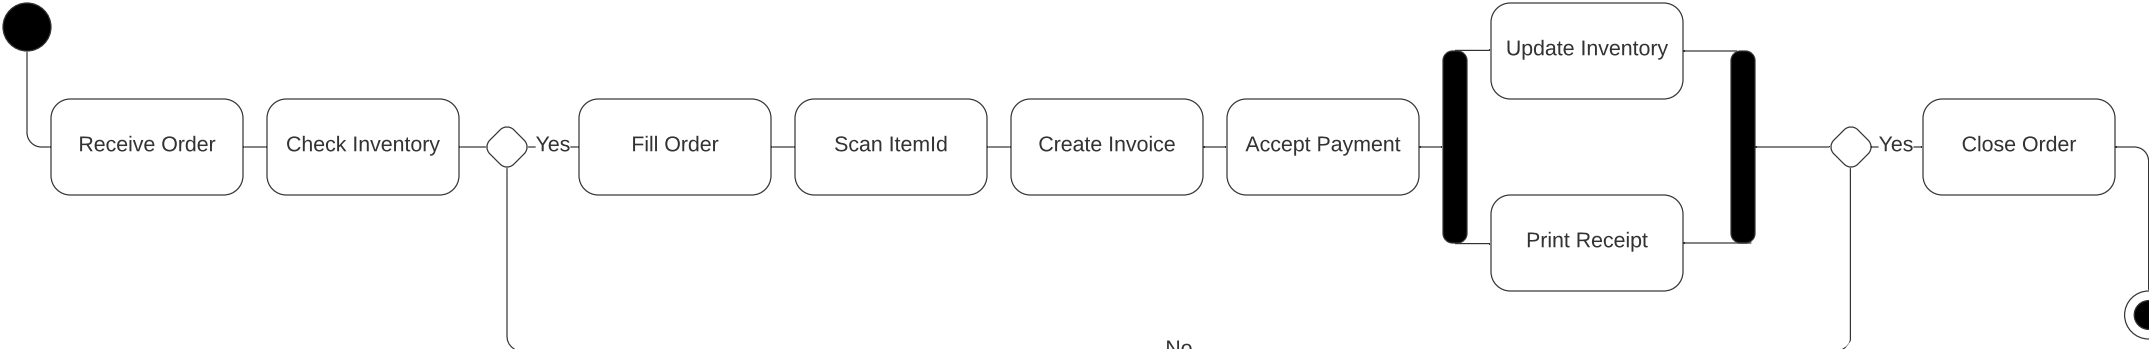 Update Inventory
Receive Order
Check Inventory
Yes
Fill Order
Scan ItemId
Create Invoice
Accept Payment
Yes
Close Order
Print Receipt
No